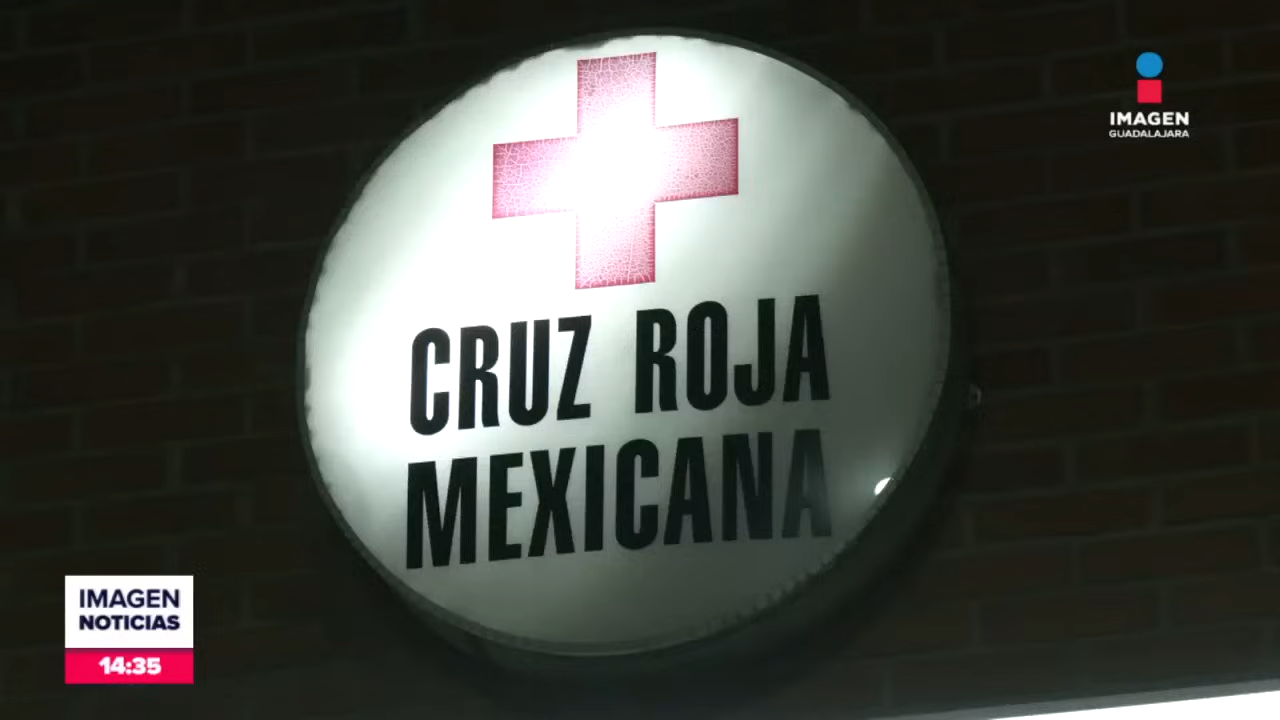 IMAGEN
GUADALAJARA
CRUZ ROJA
MEXICANA
IMAGEN
NOTICIAS
14:35